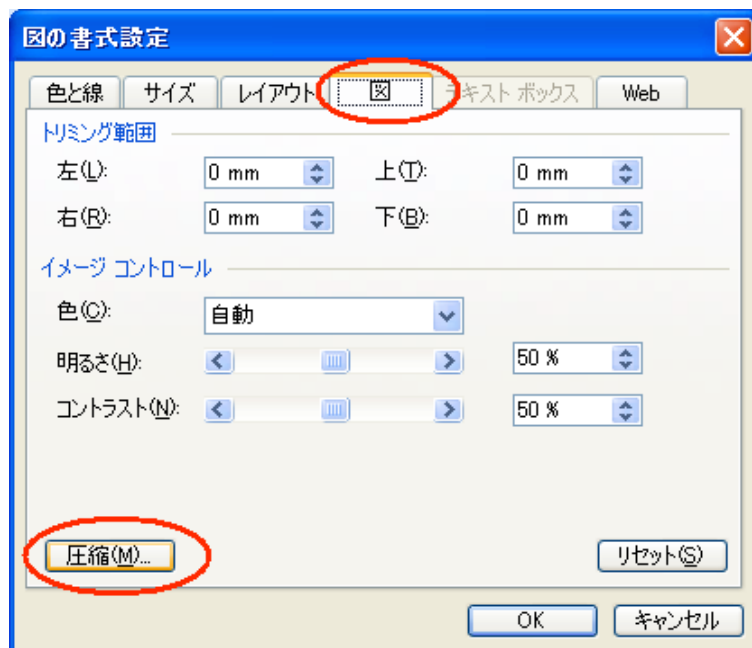 図の書式設定
色と線 サイズ レイアウト 図 テキスト ボックス Web
トリミング範囲
左(L): 0 mm 上(T): 0 mm
右(R): 0 mm 下(B): 0 mm
イメージ コントロール
色(C): 自動
明るさ(H): 50 %
コントラスト(N): 50 %
圧縮(M)... リセット(S)
OK キャンセル